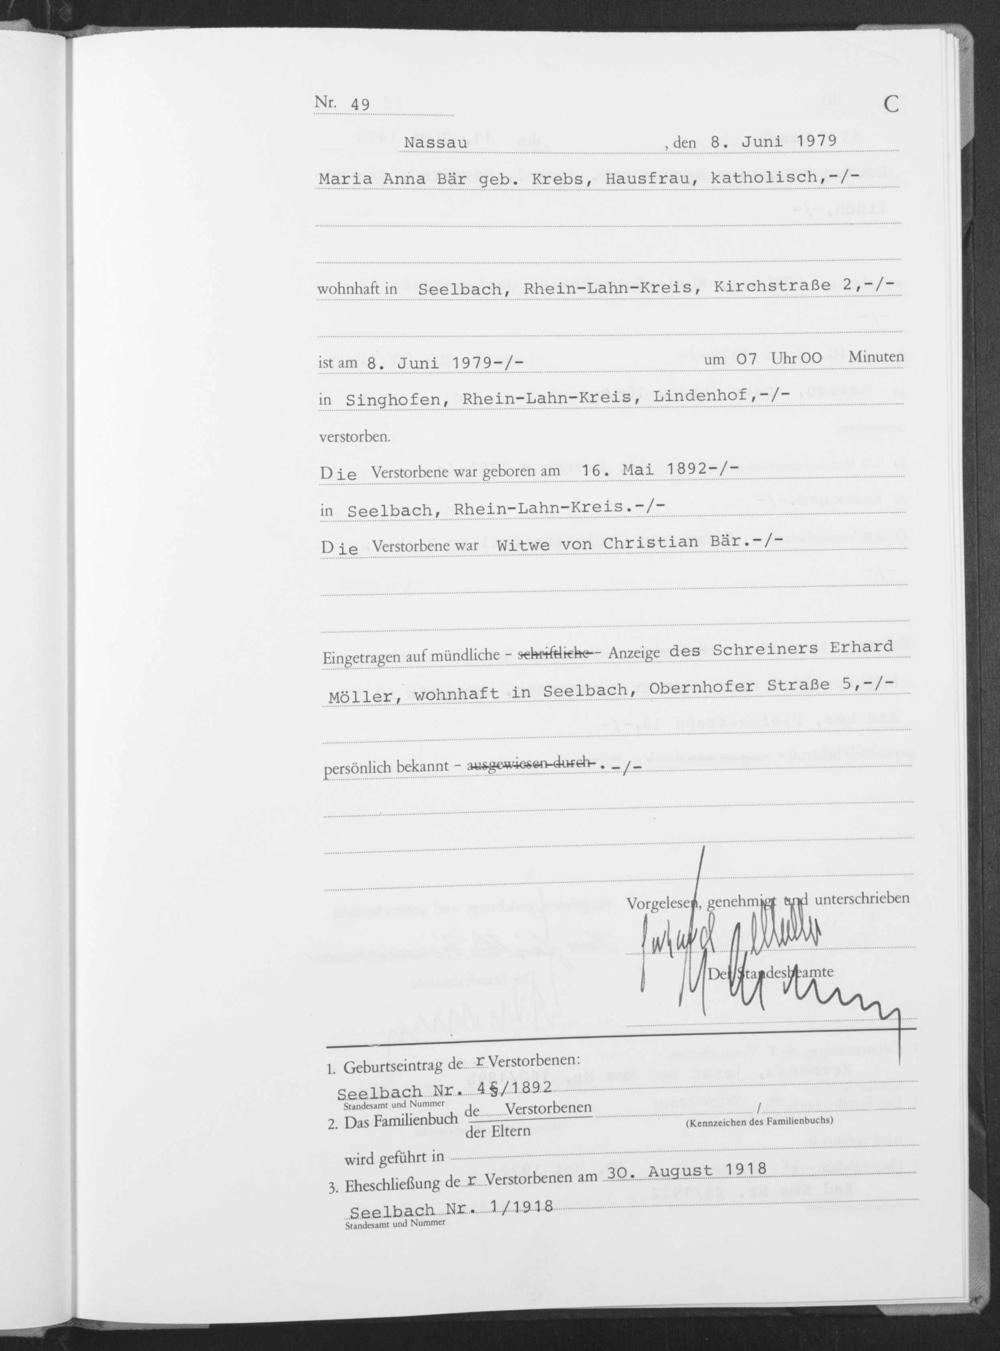 Nr. 49
C
Nassau , den 8. Juni 1979
Maria Anna Bär geb. Krebs, Hausfrau, katholisch,-/-
wohnhaft in Seelbach, Rhein-Lahn-Kreis, Kirchstraße 2,-/-
ist am 8. Juni 1979-/- um 07 Uhr 00 Minuten
in Singhofen, Rhein-Lahn-Kreis, Lindenhof,-/-
verstorben.
Die Verstorbene war geboren am 16. Mai 1892-/-
in Seelbach, Rhein-Lahn-Kreis.-/-
Die Verstorbene war Witwe von Christian Bär.-/-
Eingetragen auf mündliche - schriftliche - Anzeige des Schreiners Erhard
Möller, wohnhaft in Seelbach, Obernhofer Straße 5,-/-
persönlich bekannt - ausgewiesen durch . -/-
Vorgelesen, genehmigt und unterschrieben
Der Standesbeamte
1. Geburtseintrag de r Verstorbenen:
Seelbach Nr. /1892
Standesamt und Nummer
2. Das Familienbuch de Verstorbenen
der Eltern
/
(Kennzeichen des Familienbuchs)
wird geführt in
3. Eheschließung de r Verstorbenen am 30. August 1918
Seelbach Nr. 1/1918
Standesamt und Nummer